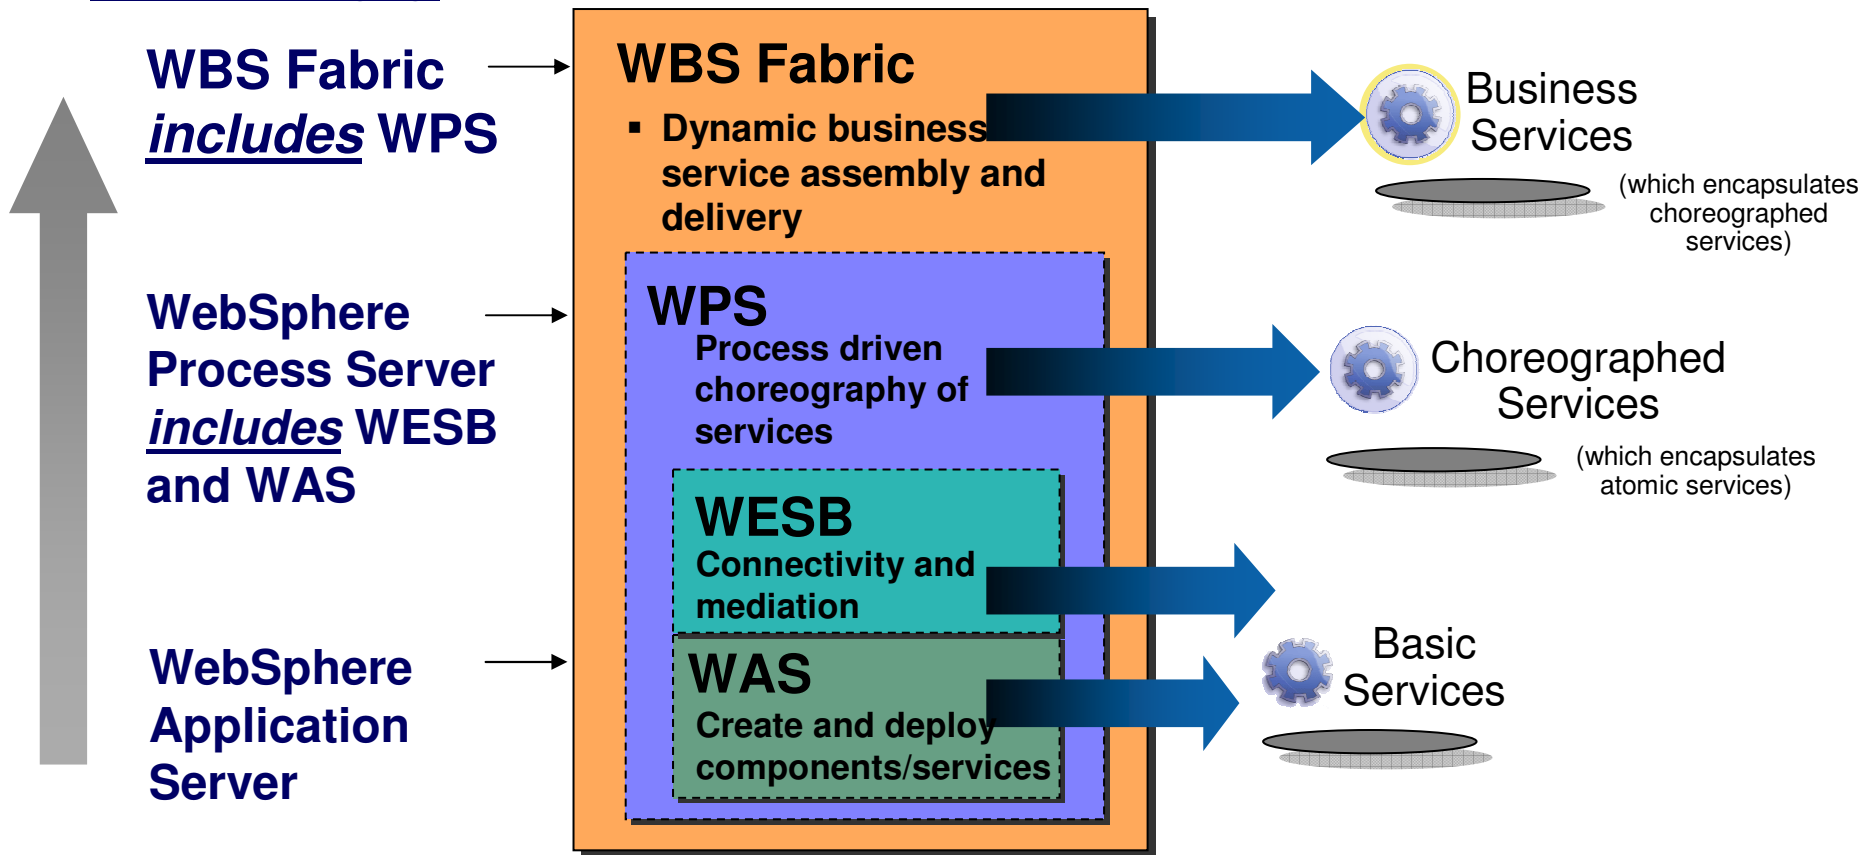 WBS Fabric
includes WPS
WebSphere
Process Server
includes WESB
and WAS
WebSphere
Application
Server
WBS Fabric
▪ Dynamic business
service assembly and
delivery
WPS
Process driven
choreography of
services
WESB
Connectivity and
mediation
WAS
Create and deploy
components/services
Business
Services
(which encapsulates
choreographed
services)
Choreographed
Services
(which encapsulates
atomic services)
Basic
Services